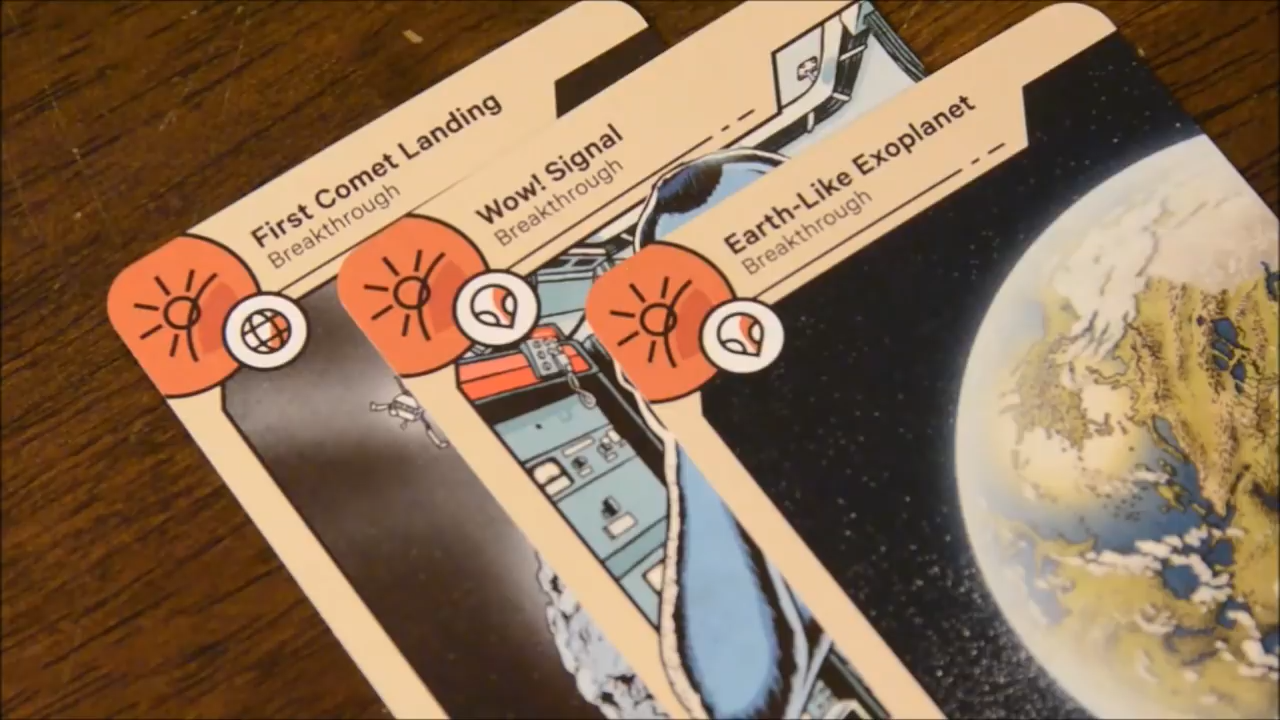 First Comet Landing
Breakthrough
Wow! Signal
Breakthrough
Earth-Like Exoplanet
Breakthrough